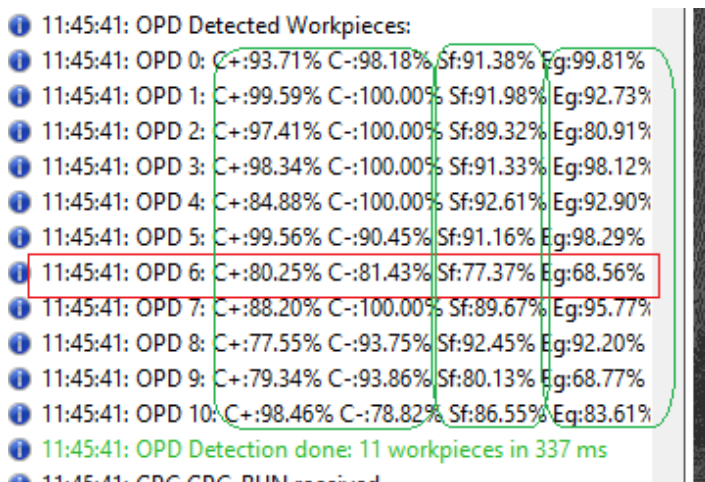 11:45:41: OPD Detected Workpieces:
11:45:41: OPD 0: C+:93.71% C-:98.18% Sf:91.38% Eg:99.81%
11:45:41: OPD 1: C+:99.59% C-:100.00% Sf:91.98% Eg:92.73%
11:45:41: OPD 2: C+:97.41% C-:100.00% Sf:89.32% Eg:80.91%
11:45:41: OPD 3: C+:98.34% C-:100.00% Sf:91.33% Eg:98.12%
11:45:41: OPD 4: C+:84.88% C-:100.00% Sf:92.61% Eg:92.90%
11:45:41: OPD 5: C+:99.56% C-:90.45% Sf:91.16% Eg:98.29%
11:45:41: OPD 6: C+:80.25% C-:81.43% Sf:77.37% Eg:68.56%
11:45:41: OPD 7: C+:88.20% C-:100.00% Sf:89.67% Eg:95.77%
11:45:41: OPD 8: C+:77.55% C-:93.75% Sf:92.45% Eg:92.20%
11:45:41: OPD 9: C+:79.34% C-:93.86% Sf:80.13% Eg:68.77%
11:45:41: OPD 10: C+:98.46% C-:78.82% Sf:86.55% Eg:83.61%
11:45:41: OPD Detection done: 11 workpieces in 337 ms